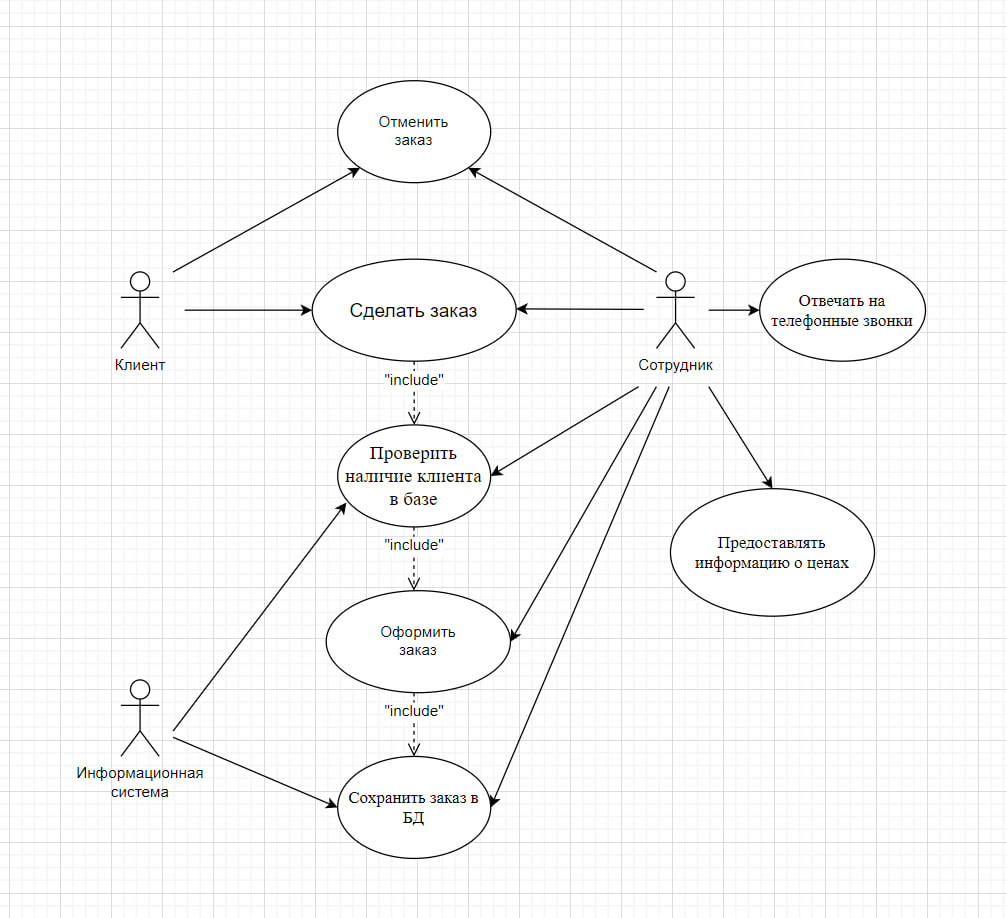 Отменить
заказ
Сделать заказ
Отвечать на
телефонные звонки
Клиент
Сотрудник
"include"
Проверить
наличие клиента
в базе
"include"
Предоставлять
информацию о ценах
Оформить
заказ
"include"
Информационная
система
Сохранить заказ в
БД